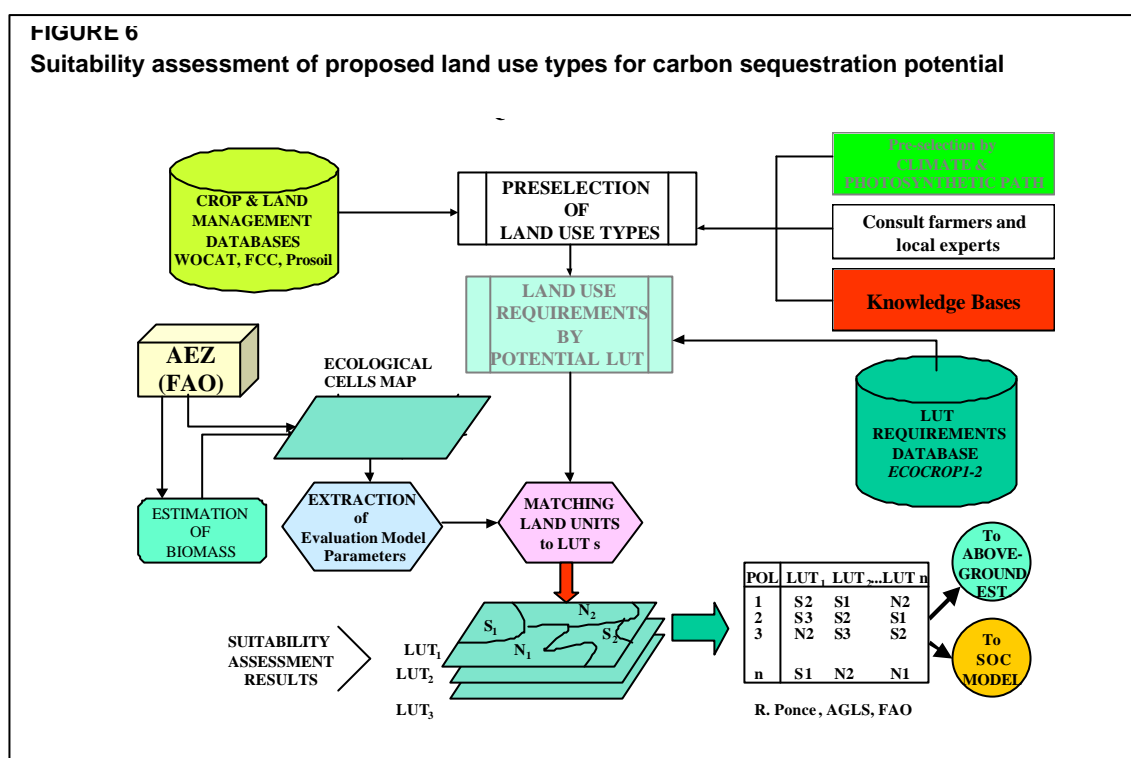 FIGURE 6
Suitability assessment of proposed land use types for carbon sequestration potential
CROP & LAND
MANAGEMENT
DATABASES
WOCAT, FCC, Prosoil
PRESELECTION
OF
LAND USE TYPES
Pre-selection by
CLIMATE &
PHOTOSYNTHETIC PATH
Consult farmers and
local experts
Knowledge Bases
LAND USE
REQUIREMENTS
BY
POTENTIAL LUT
AEZ
(FAO)
ECOLOGICAL
CELLS MAP
LUT
REQUIREMENTS
DATABASE
ECOCROP1-2
ESTIMATION
OF
BIOMASS
EXTRACTION
of
Evaluation Model
Parameters
MATCHING
LAND UNITS
to LUT s
SUITABILITY
ASSESSMENT
RESULTS
S1 N2 S2 N1
LUT1
LUT2
LUT3
POL LUT1 LUT2...LUT n
1 S2 S1 N2
2 S3 S2 S1
3 N2 S3 S2
n S1 N2 N1
To
ABOVE-
GROUND
EST
To
SOC
MODEL
R. Ponce, AGLS, FAO